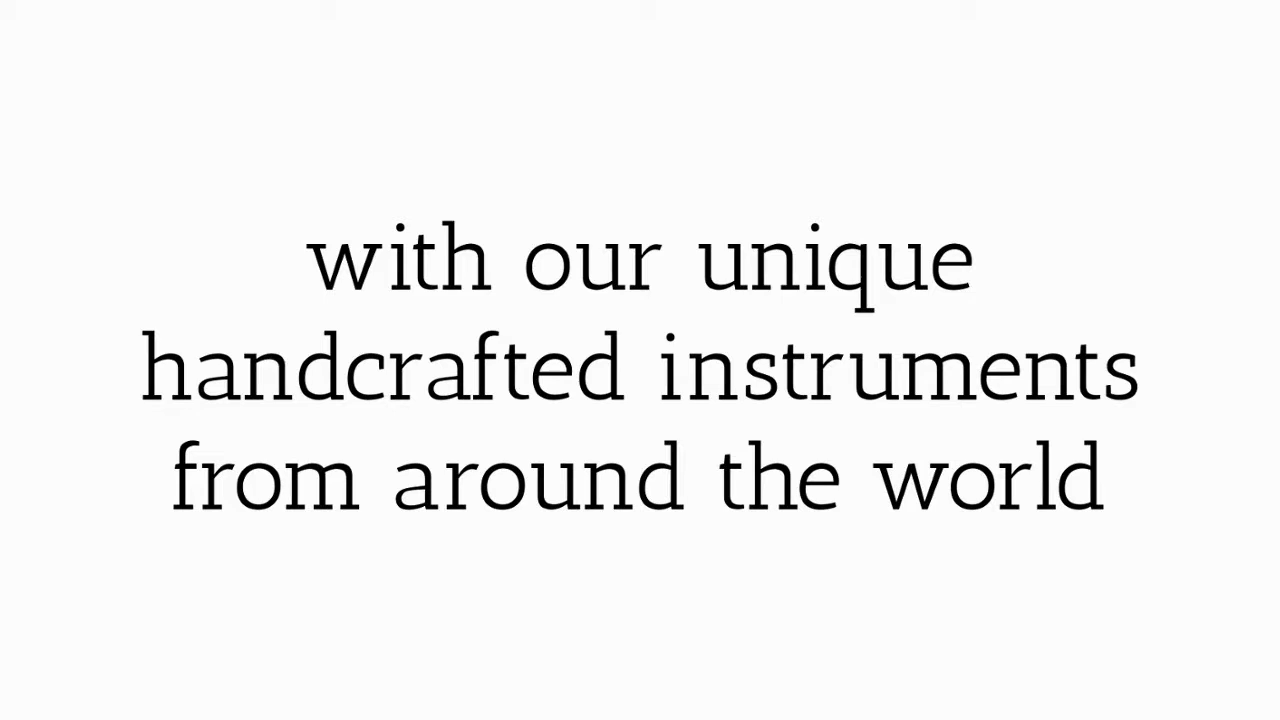 with our unique
handcrafted instruments
from around the world